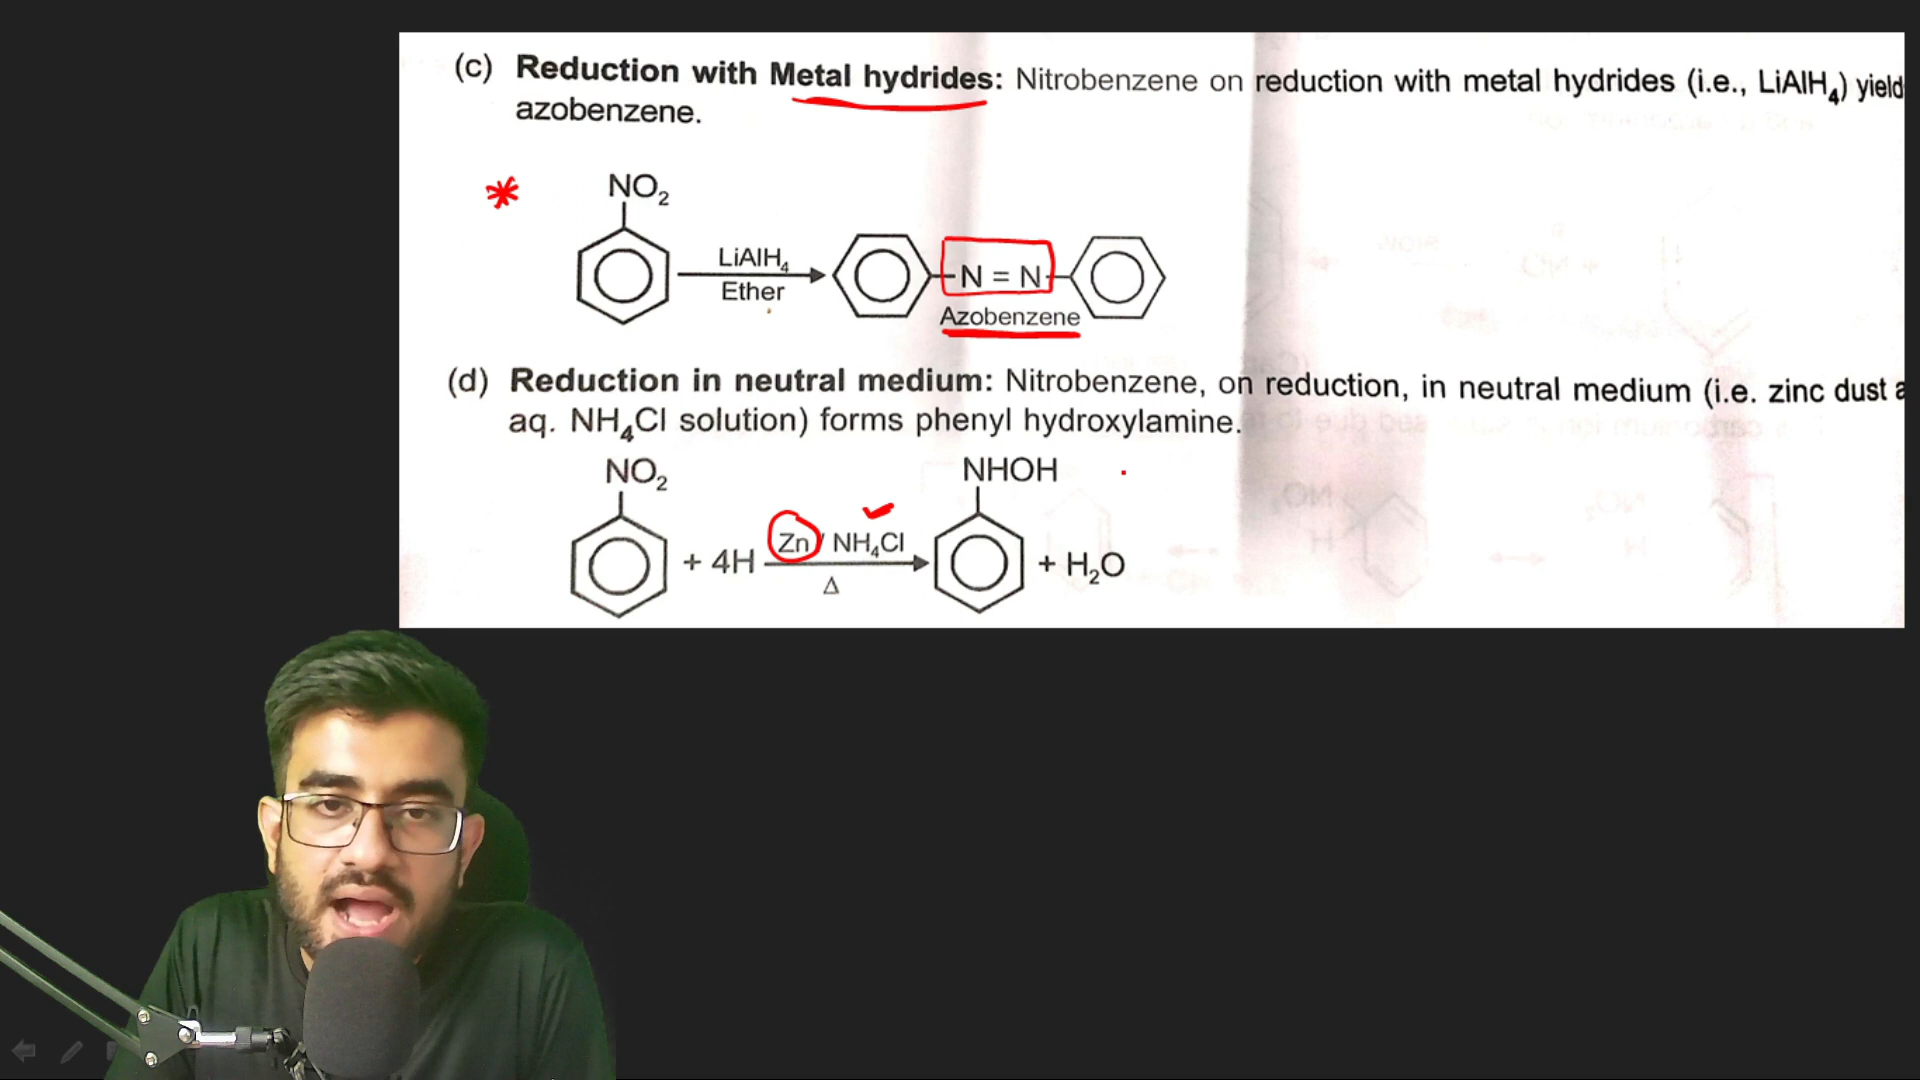 (c) Reduction with Metal hydrides: Nitrobenzene on reduction with metal hydrides (i.e., LiAlH₄) yield
azobenzene.
NO₂
LiAlH₄
Ether
N = N
Azobenzene
(d) Reduction in neutral medium: Nitrobenzene, on reduction, in neutral medium (i.e. zinc dust a
aq. NH₄Cl solution) forms phenyl hydroxylamine.
NO₂
NHOH
+ 4H
Zn/ NH₄Cl
Δ
+ H₂O